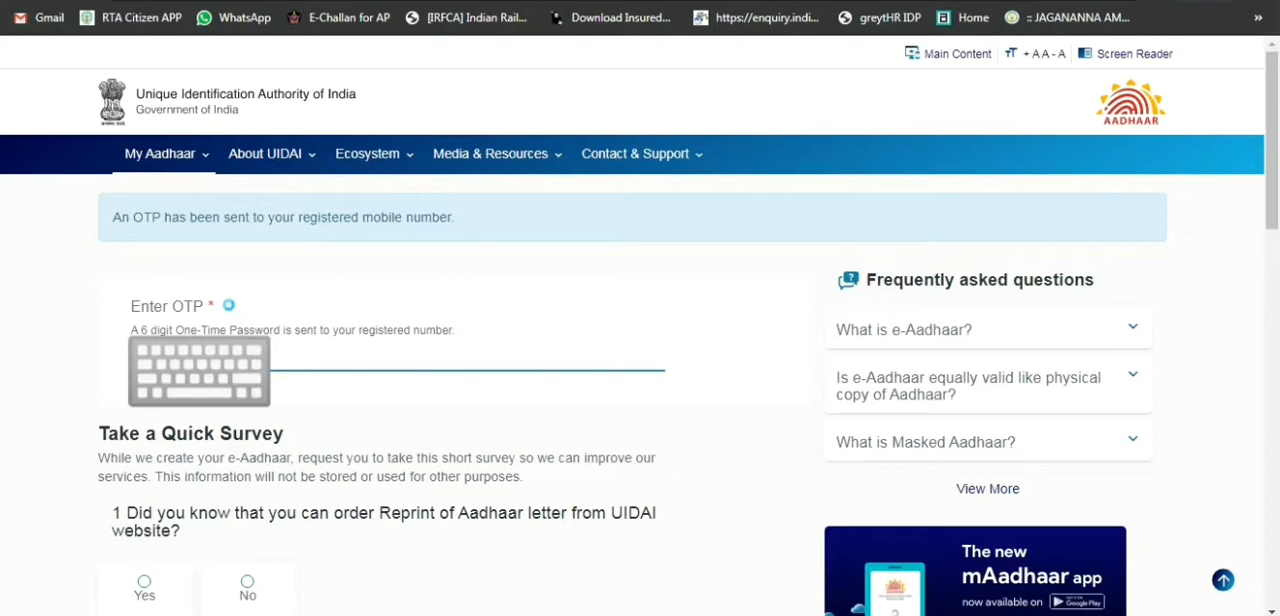 Gmail RTA Citizen APP WhatsApp E-Challan for AP [IRFCA] Indian Rail... Download Insured... https://enquiry.indi... greytHR IDP Home :: JAGANANNA AM... »
Main Content TT + A A - A Screen Reader
Unique Identification Authority of India
Government of India
AADHAAR
My Aadhaar About UIDAI Ecosystem Media & Resources Contact & Support
An OTP has been sent to your registered mobile number.
Enter OTP *
A 6 digit One-Time Password is sent to your registered number.
Take a Quick Survey
While we create your e-Aadhaar, request you to take this short survey so we can improve our
services. This information will not be stored or used for other purposes.
1 Did you know that you can order Reprint of Aadhaar letter from UIDAI
website?
Yes No
Frequently asked questions
What is e-Aadhaar?
Is e-Aadhaar equally valid like physical
copy of Aadhaar?
What is Masked Aadhaar?
View More
The new
mAadhaar app
now available on GET IT ON Google Play